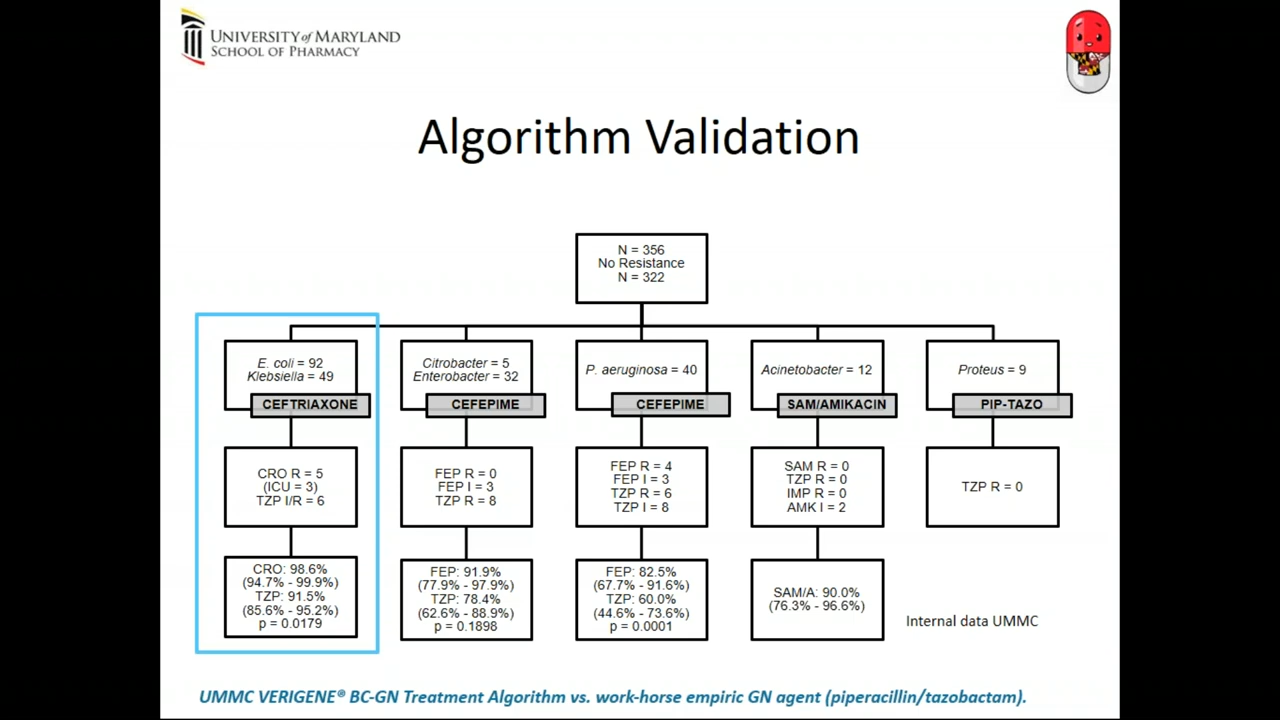 UNIVERSITY of MARYLAND
SCHOOL OF PHARMACY
Algorithm Validation
N = 356
No Resistance
N = 322
E. coli = 92
Klebsiella = 49
CEFTRIAXONE
Citrobacter = 5
Enterobacter = 32
CEFEPIME
P. aeruginosa = 40
CEFEPIME
Acinetobacter = 12
SAM/AMIKACIN
Proteus = 9
PIP-TAZO
CRO R = 5
(ICU = 3)
TZP I/R = 6
FEP R = 0
FEP I = 3
TZP R = 8
FEP R = 4
FEP I = 3
TZP R = 6
TZP I = 8
SAM R = 0
TZP R = 0
IMP R = 0
AMK I = 2
TZP R = 0
CRO: 98.6%
(94.7% - 99.9%)
TZP: 91.5%
(85.6% - 95.2%)
p = 0.0179
FEP: 91.9%
(77.9% - 97.9%)
TZP: 78.4%
(62.6% - 88.9%)
p = 0.1898
FEP: 82.5%
(67.7% - 91.6%)
TZP: 60.0%
(44.6% - 73.6%)
p = 0.0001
SAM/A: 90.0%
(76.3% - 96.6%)
Internal data UMMC
UMMC VERIGENE® BC-GN Treatment Algorithm vs. work-horse empiric GN agent (piperacillin/tazobactam).